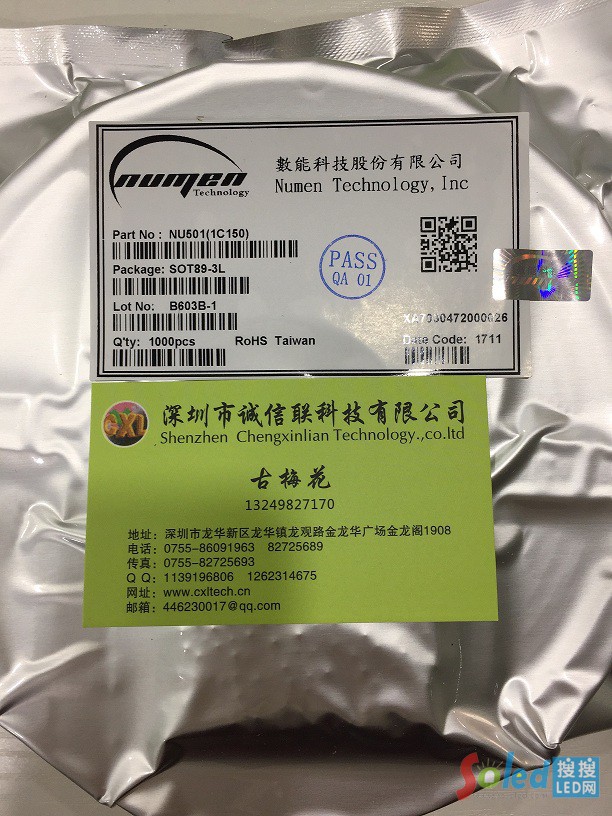 numen
Technology
數能科技股份有限公司
Numen Technology,Inc
Part No : NU501(1C150)
Package: SOT89-3L
PASS
QA 01
Lot No: B603B-1
Q'ty: 1000pcs RoHS Taiwan
Date Code: 1711
CXL
深圳市诚信联科技有限公司
Shenzhen Chengxinlian Technology.,co.ltd
古梅花
13249827170
地址：深圳市龙华新区龙华镇龙观路金龙华广场金龙阁1908
电话：0755-86091963 82725689
传真：0755-82725693
Q Q：1139196806 1262314675
网址：www.cxltech.cn
邮箱：446230017@qq.com
Soled 搜搜
LED网